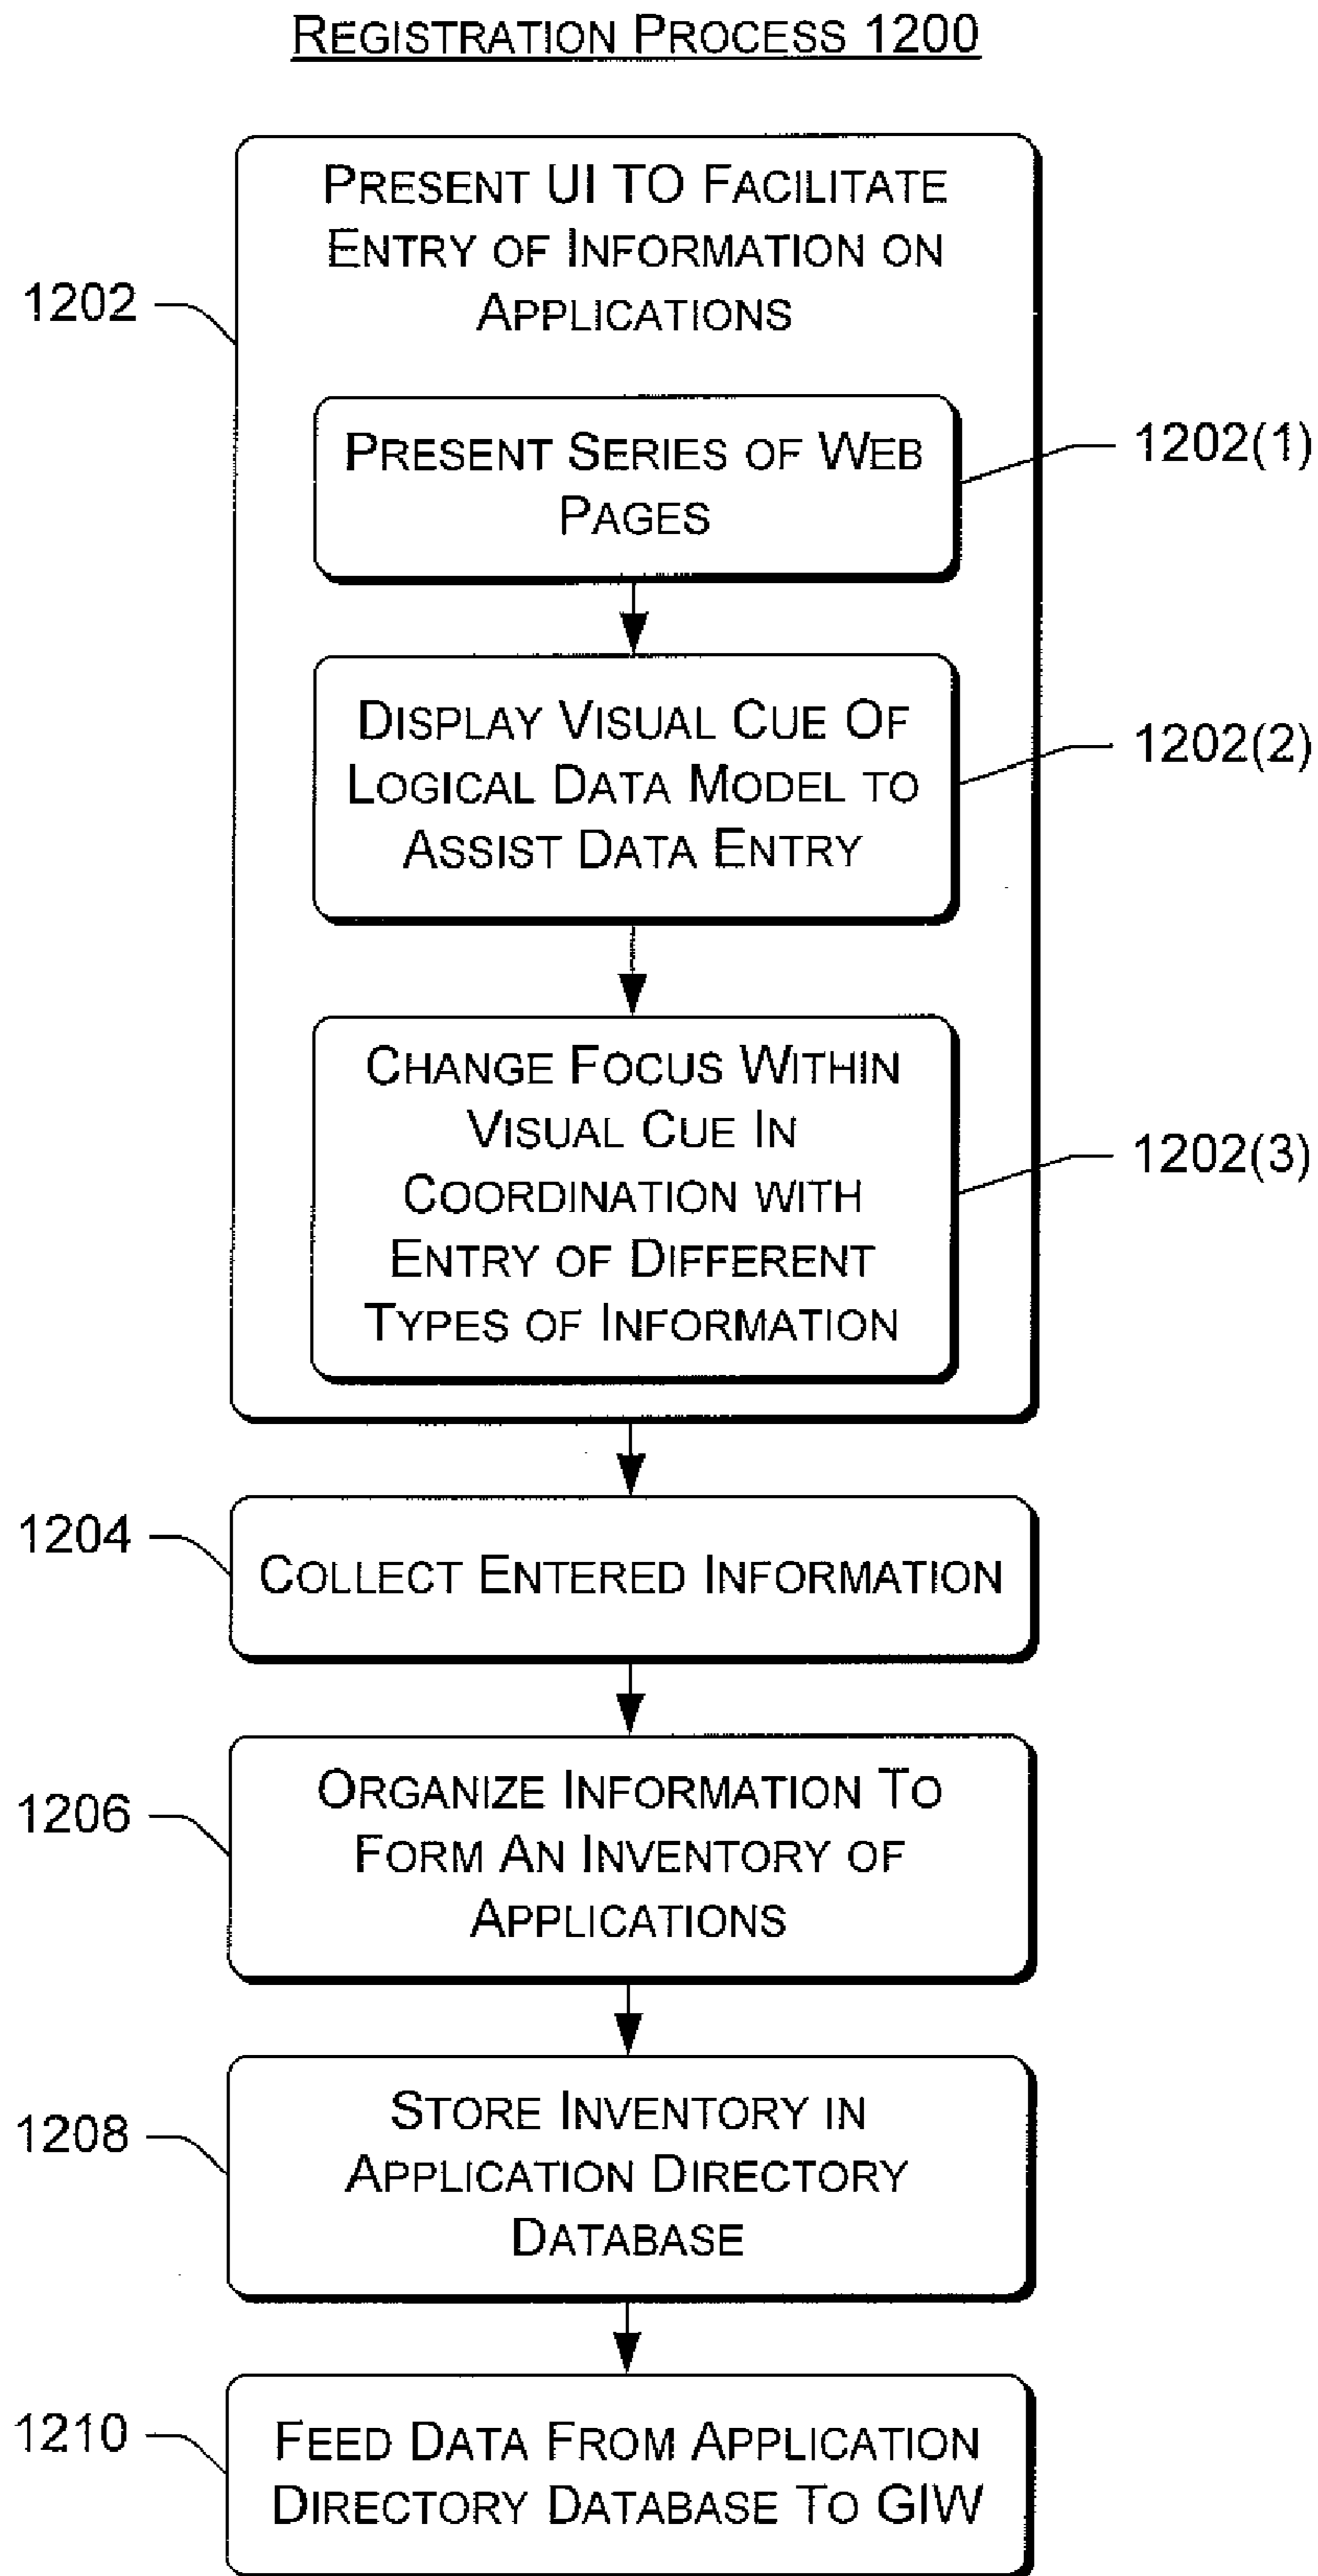 REGISTRATION PROCESS 1200
PRESENT UI TO FACILITATE
ENTRY OF INFORMATION ON
APPLICATIONS
1202
PRESENT SERIES OF WEB
PAGES
1202(1)
DISPLAY VISUAL CUE OF
LOGICAL DATA MODEL TO
ASSIST DATA ENTRY
1202(2)
CHANGE FOCUS WITHIN
VISUAL CUE IN
COORDINATION WITH
ENTRY OF DIFFERENT
TYPES OF INFORMATION
1202(3)
1204
COLLECT ENTERED INFORMATION
1206
ORGANIZE INFORMATION TO
FORM AN INVENTORY OF
APPLICATIONS
1208
STORE INVENTORY IN
APPLICATION DIRECTORY
DATABASE
1210
FEED DATA FROM APPLICATION
DIRECTORY DATABASE TO GIW